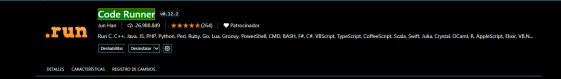 .run
Code Runner v0.12.2
Jun Han 26.988.849 ★★★★★ (264) Patrocinador
Run C, C++, Java, JS, PHP, Python, Perl, Ruby, Go, Lua, Groovy, PowerShell, CMD, BASH, F#, C#, VBScript, TypeScript, CoffeeScript, Scala, Swift, Julia, Crystal, OCaml, R, AppleScript, Elixir, VB.N...
Deshabilitar Desinstalar
DETALLES CARACTERÍSTICAS REGISTRO DE CAMBIOS